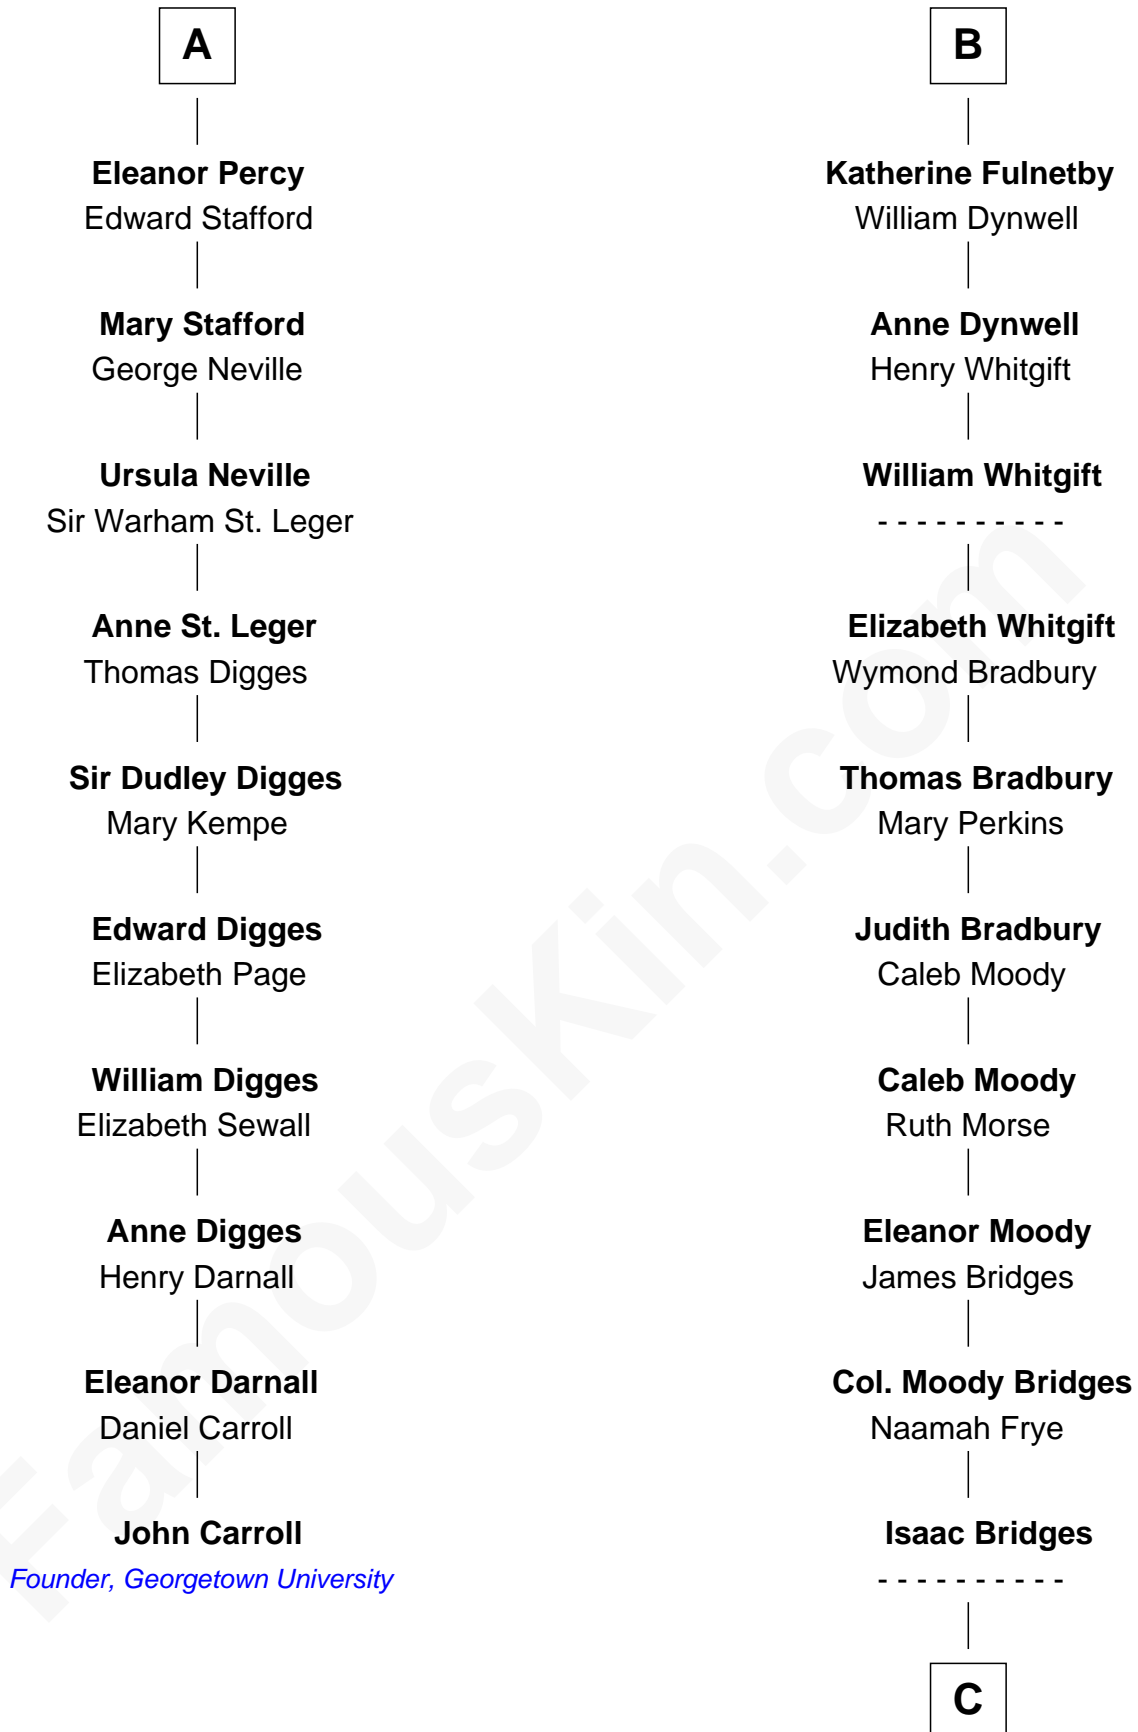 A
Eleanor Percy
Edward Stafford
Mary Stafford
George Neville
Ursula Neville
Sir Warham St. Leger
Anne St. Leger
Thomas Digges
Sir Dudley Digges
Mary Kempe
Edward Digges
Elizabeth Page
William Digges
Elizabeth Sewall
Anne Digges
Henry Darnall
Eleanor Darnall
Daniel Carroll
John Carroll
Founder, Georgetown University
B
Katherine Fulnetby
William Dynwell
Anne Dynwell
Henry Whitgift
William Whitgift
- - - - - - - - - -
Elizabeth Whitgift
Wymond Bradbury
Thomas Bradbury
Mary Perkins
Judith Bradbury
Caleb Moody
Caleb Moody
Ruth Morse
Eleanor Moody
James Bridges
Col. Moody Bridges
Naamah Frye
Isaac Bridges
- - - - - - - - - -
C
FamousKin.com